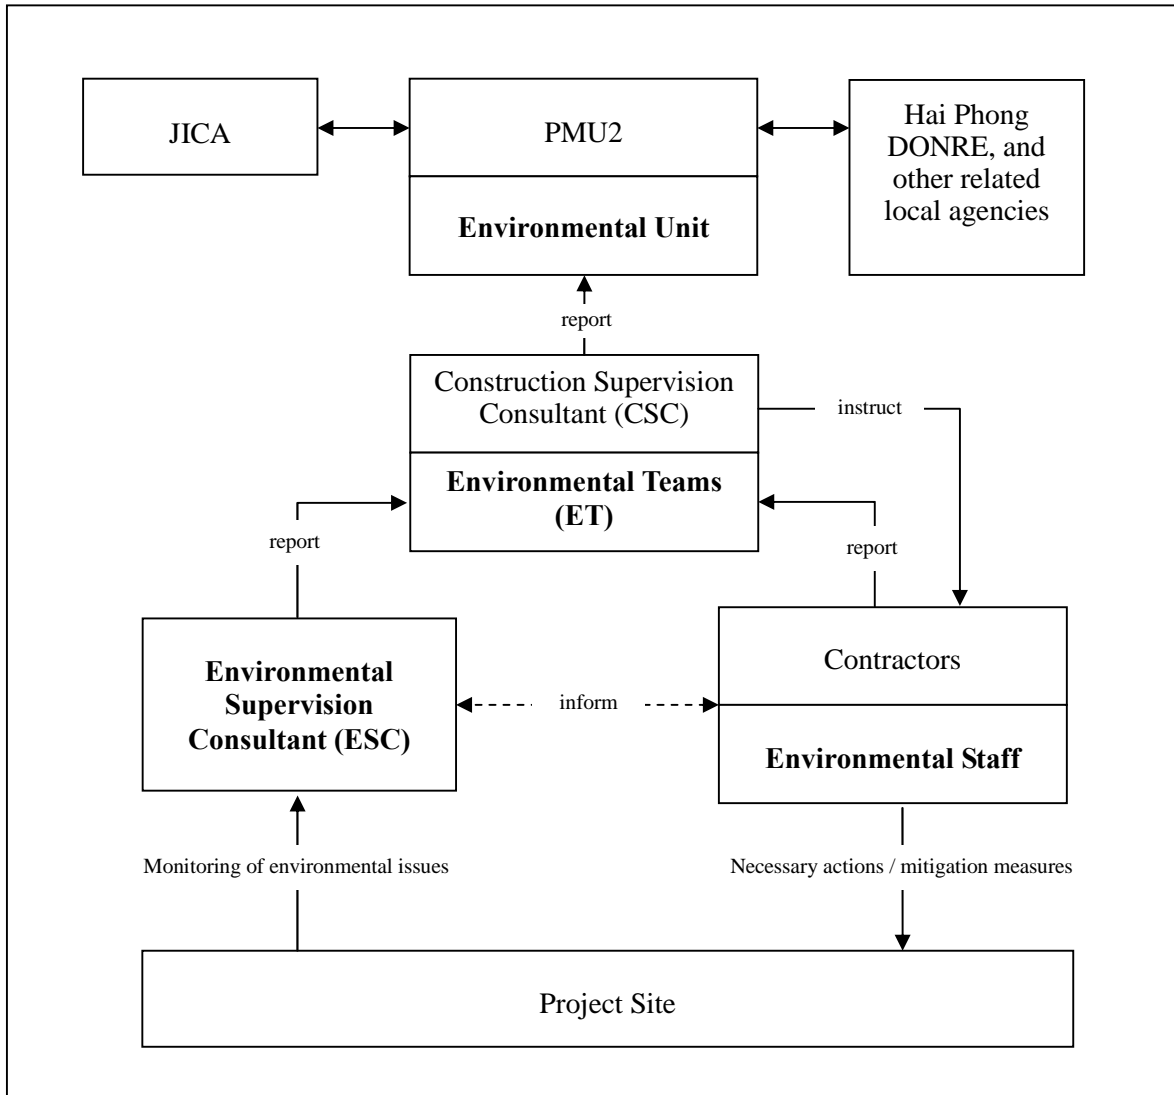 JICA
PMU2
Environmental Unit
Hai Phong
DONRE, and
other related
local agencies
report
Construction Supervision
Consultant (CSC)
Environmental Teams
(ET)
instruct
report
report
Environmental
Supervision
Consultant (ESC)
inform
Contractors
Environmental Staff
Monitoring of environmental issues
Necessary actions / mitigation measures
Project Site